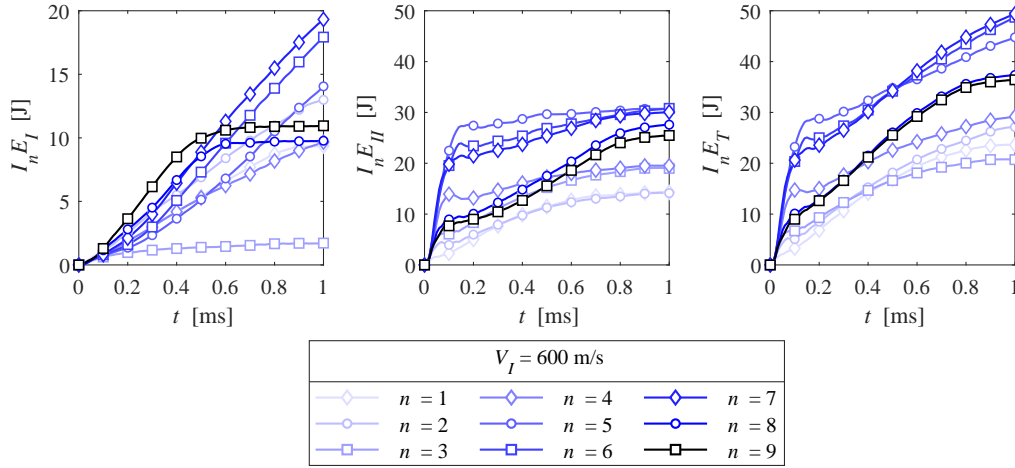 20
15
10
5
0
0 0.2 0.4 0.6 0.8 1
t [ms]
I_n E_I [J]
50
40
30
20
10
0
0 0.2 0.4 0.6 0.8 1
t [ms]
I_n E_II [J]
50
40
30
20
10
0
0 0.2 0.4 0.6 0.8 1
t [ms]
I_n E_T [J]
V_I = 600 m/s
n = 1 n = 4 n = 7
n = 2 n = 5 n = 8
n = 3 n = 6 n = 9